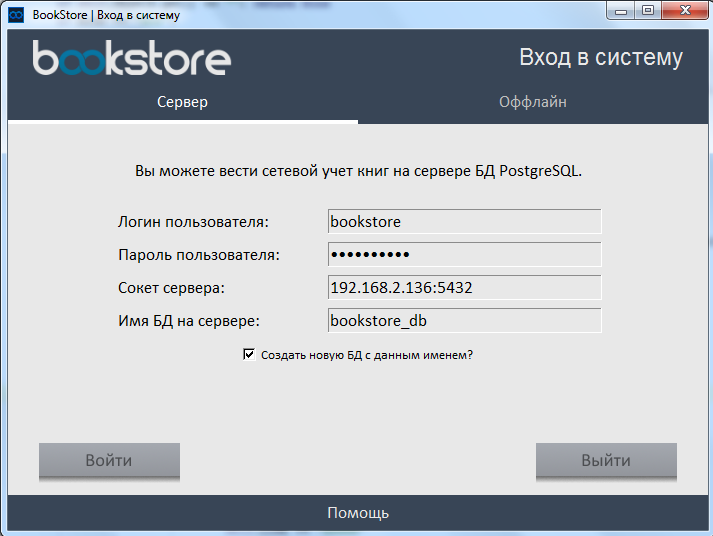 BookStore | Вход в систему
bookstore
Вход в систему
Сервер
Оффлайн
Вы можете вести сетевой учет книг на сервере БД PostgreSQL.
Логин пользователя: bookstore
Пароль пользователя: ••••••••••
Сокет сервера: 192.168.2.136:5432
Имя БД на сервере: bookstore_db
Создать новую БД с данным именем?
Войти
Выйти
Помощь